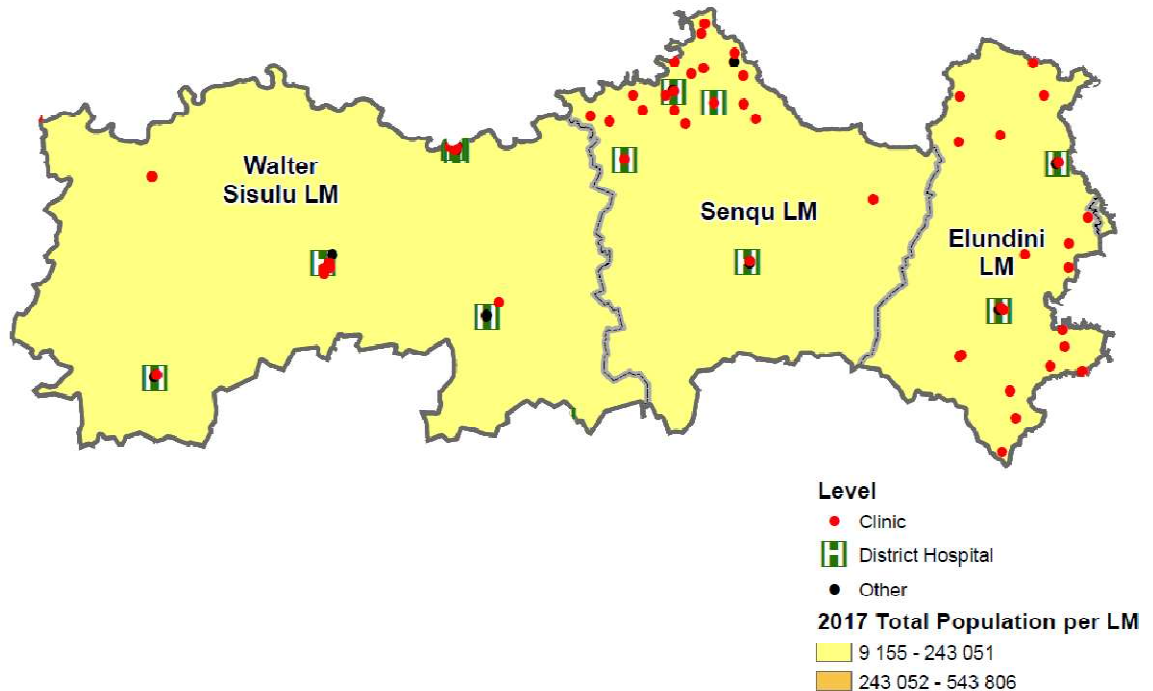 Walter
Sisulu LM
Senqu LM
Elundini
LM
Level
Clinic
H District Hospital
Other
2017 Total Population per LM
9 155 - 243 051
243 052 - 543 806